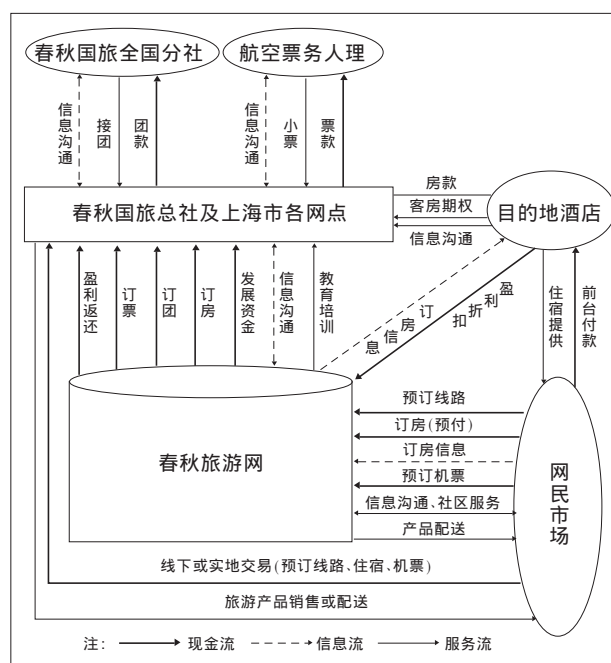 春秋国旅全国分社
航空票务人理
信息沟通
接团
团款
信息沟通
小票
票款
春秋国旅总社及上海市各网点
房款
客房期权
信息沟通
目的地酒店
盈利返还
订票
订团
订房
发展资金
信息沟通
教育培训
订房信息
盈利折扣
住宿提供
前台付款
春秋旅游网
预订线路
订房(预付)
订房信息
预订机票
信息沟通、社区服务
产品配送
网民市场
线下或实地交易(预订线路、住宿、机票)
旅游产品销售或配送
注: 现金流 信息流 服务流